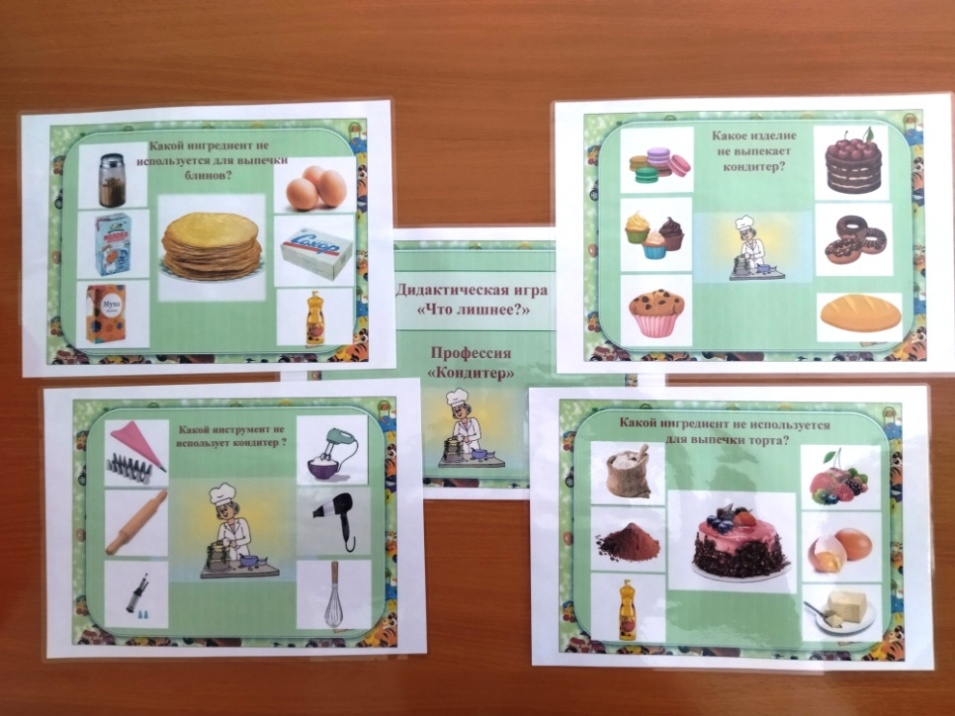 Какой ингредиент не
используется для выпечки
блинов?
Сахар
Мука
Какое изделие
не выпекает
кондитер?
Дидактическая игра
«Что лишнее?»
Профессия
«Кондитер»
Какой инструмент не
использует кондитер ?
Какой ингредиент не используется
для выпечки торта?